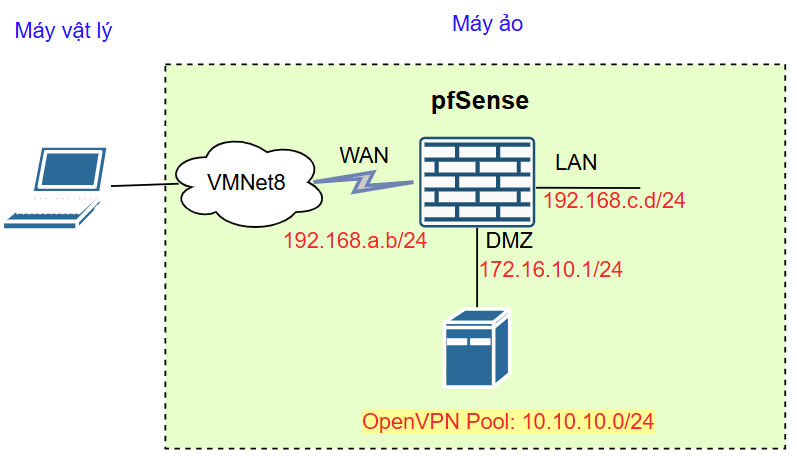 Máy vật lý
Máy ảo
pfSense
WAN
LAN
VMNet8
192.168.c.d/24
192.168.a.b/24
DMZ
172.16.10.1/24
OpenVPN Pool: 10.10.10.0/24